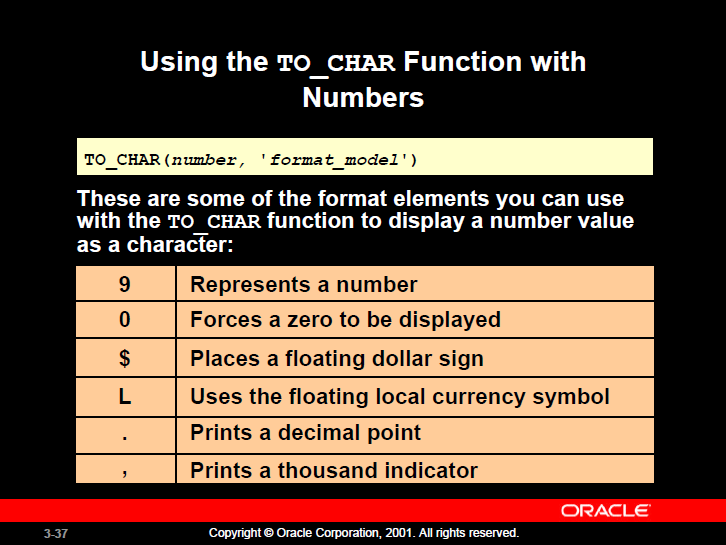 Using the TO_CHAR Function with
Numbers
TO_CHAR(number, 'format_model')
These are some of the format elements you can use
with the TO_CHAR function to display a number value
as a character:
9 Represents a number
0 Forces a zero to be displayed
$ Places a floating dollar sign
L Uses the floating local currency symbol
. Prints a decimal point
, Prints a thousand indicator
ORACLE
3-37 Copyright © Oracle Corporation, 2001. All rights reserved.